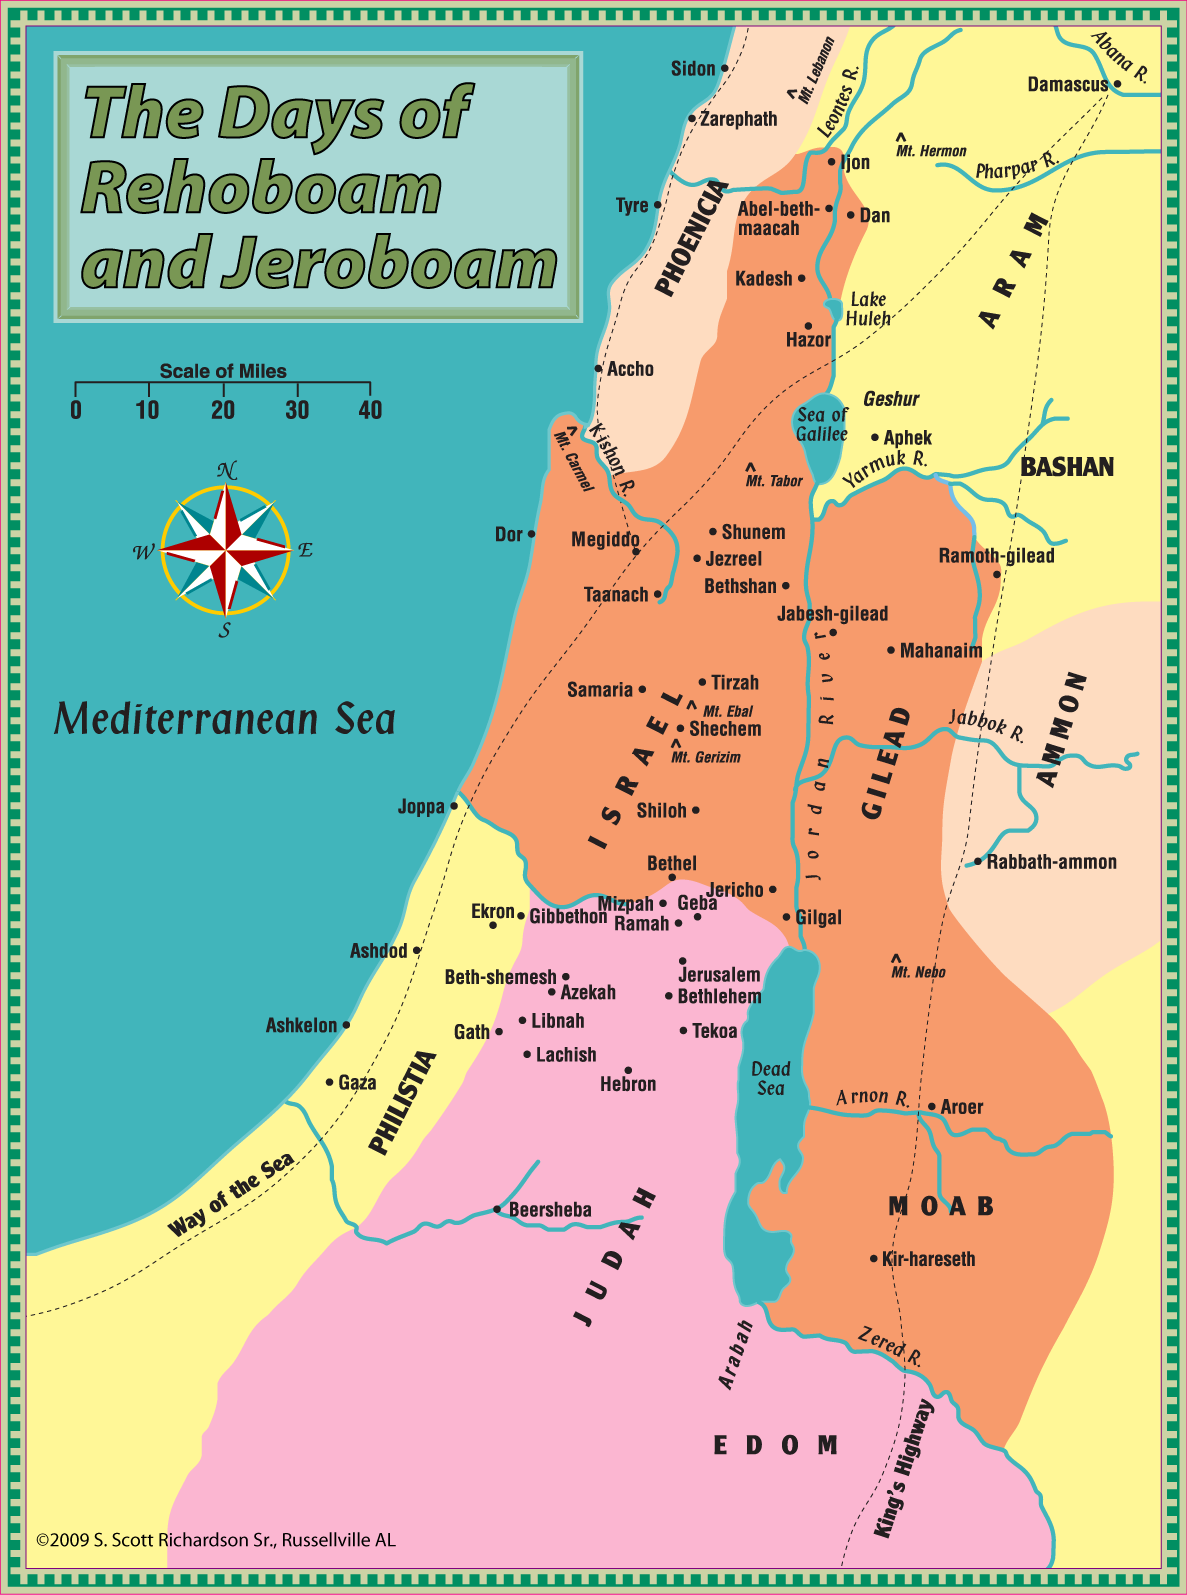 The Days of
Rehoboam
and Jeroboam
Scale of Miles
0 10 20 30 40
N
W E
S
Mediterranean Sea
Sidon
Mt. Lebanon
Leontes R.
Abana R.
Damascus
Zarephath
Mt. Hermon
Ijon
Pharpar R.
Tyre
PHOENICIA
Abel-beth-
maacah
Dan
ARAM
Kadesh
Lake
Huleh
Hazor
Accho
Geshur
Sea of
Galilee
Aphek
Mt. Carmel
Kishon R.
Yarmuk R.
BASHAN
Mt. Tabor
Dor
Megiddo
Shunem
Jezreel
Ramoth-gilead
Taanach
Bethshan
Jabesh-gilead
Mahanaim
Samaria
Tirzah
Mt. Ebal
Shechem
Mt. Gerizim
ISRAEL
Jordan River
GILEAD
Jabbok R.
AMMON
Joppa
Shiloh
Bethel
Rabbath-ammon
Jericho
Mizpah
Geba
Ekron
Gibbethon
Ramah
Gilgal
Ashdod
Jerusalem
Mt. Nebo
Beth-shemesh
Azekah
Bethlehem
Ashkelon
Gath
Libnah
Tekoa
Lachish
Hebron
Gaza
PHILISTIA
Dead
Sea
Arnon R.
Aroer
Way of the Sea
Beersheba
JUDAH
MOAB
Kir-hareseth
Arabah
Zered R.
EDOM
King's Highway
©2009 S. Scott Richardson Sr., Russellville AL